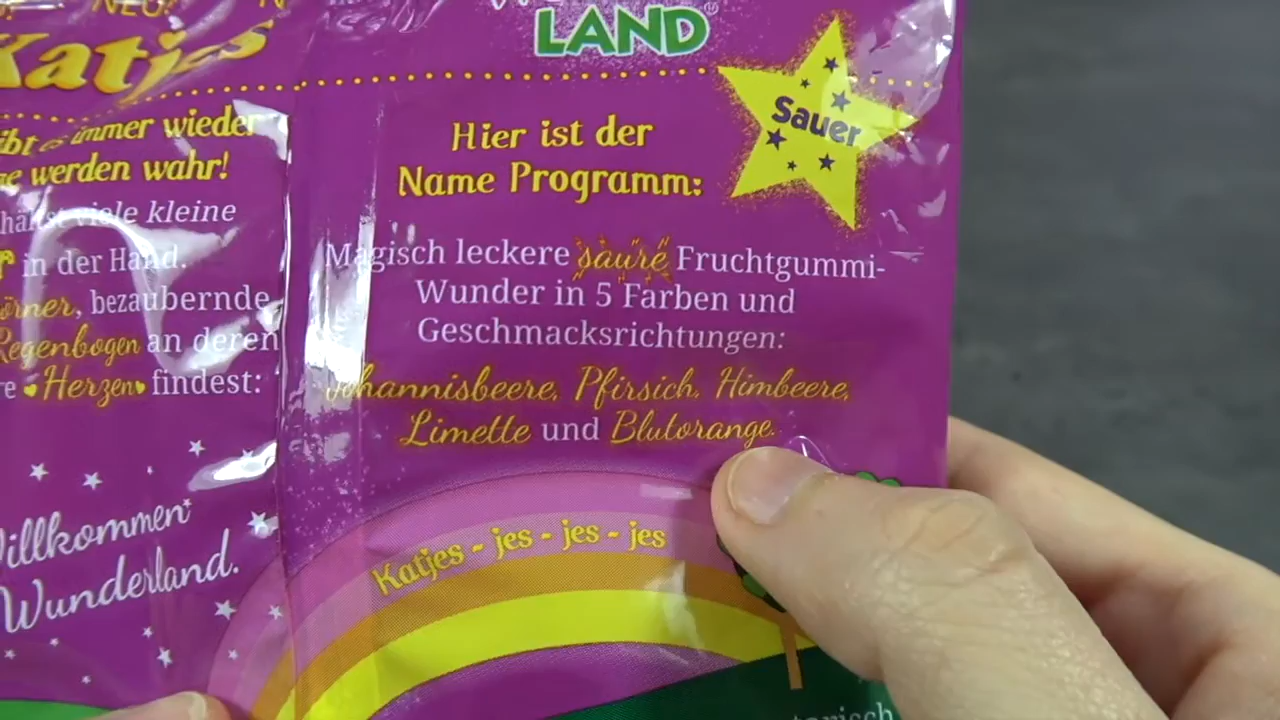 NEU!
Katjes
immer wieder
werden wahr!
viele kleine
in der Hand.
bezaubernde
Regenbogen an deren
Herzen findest:
Willkommen
Wunderland.
LAND
Sauer
Hier ist der
Name Programm:
Magisch leckere saure Fruchtgummi-
Wunder in 5 Farben und
Geschmacksrichtungen:
Johannisbeere, Pfirsich, Himbeere,
Limette und Blutorange.
Katjes - jes - jes - jes